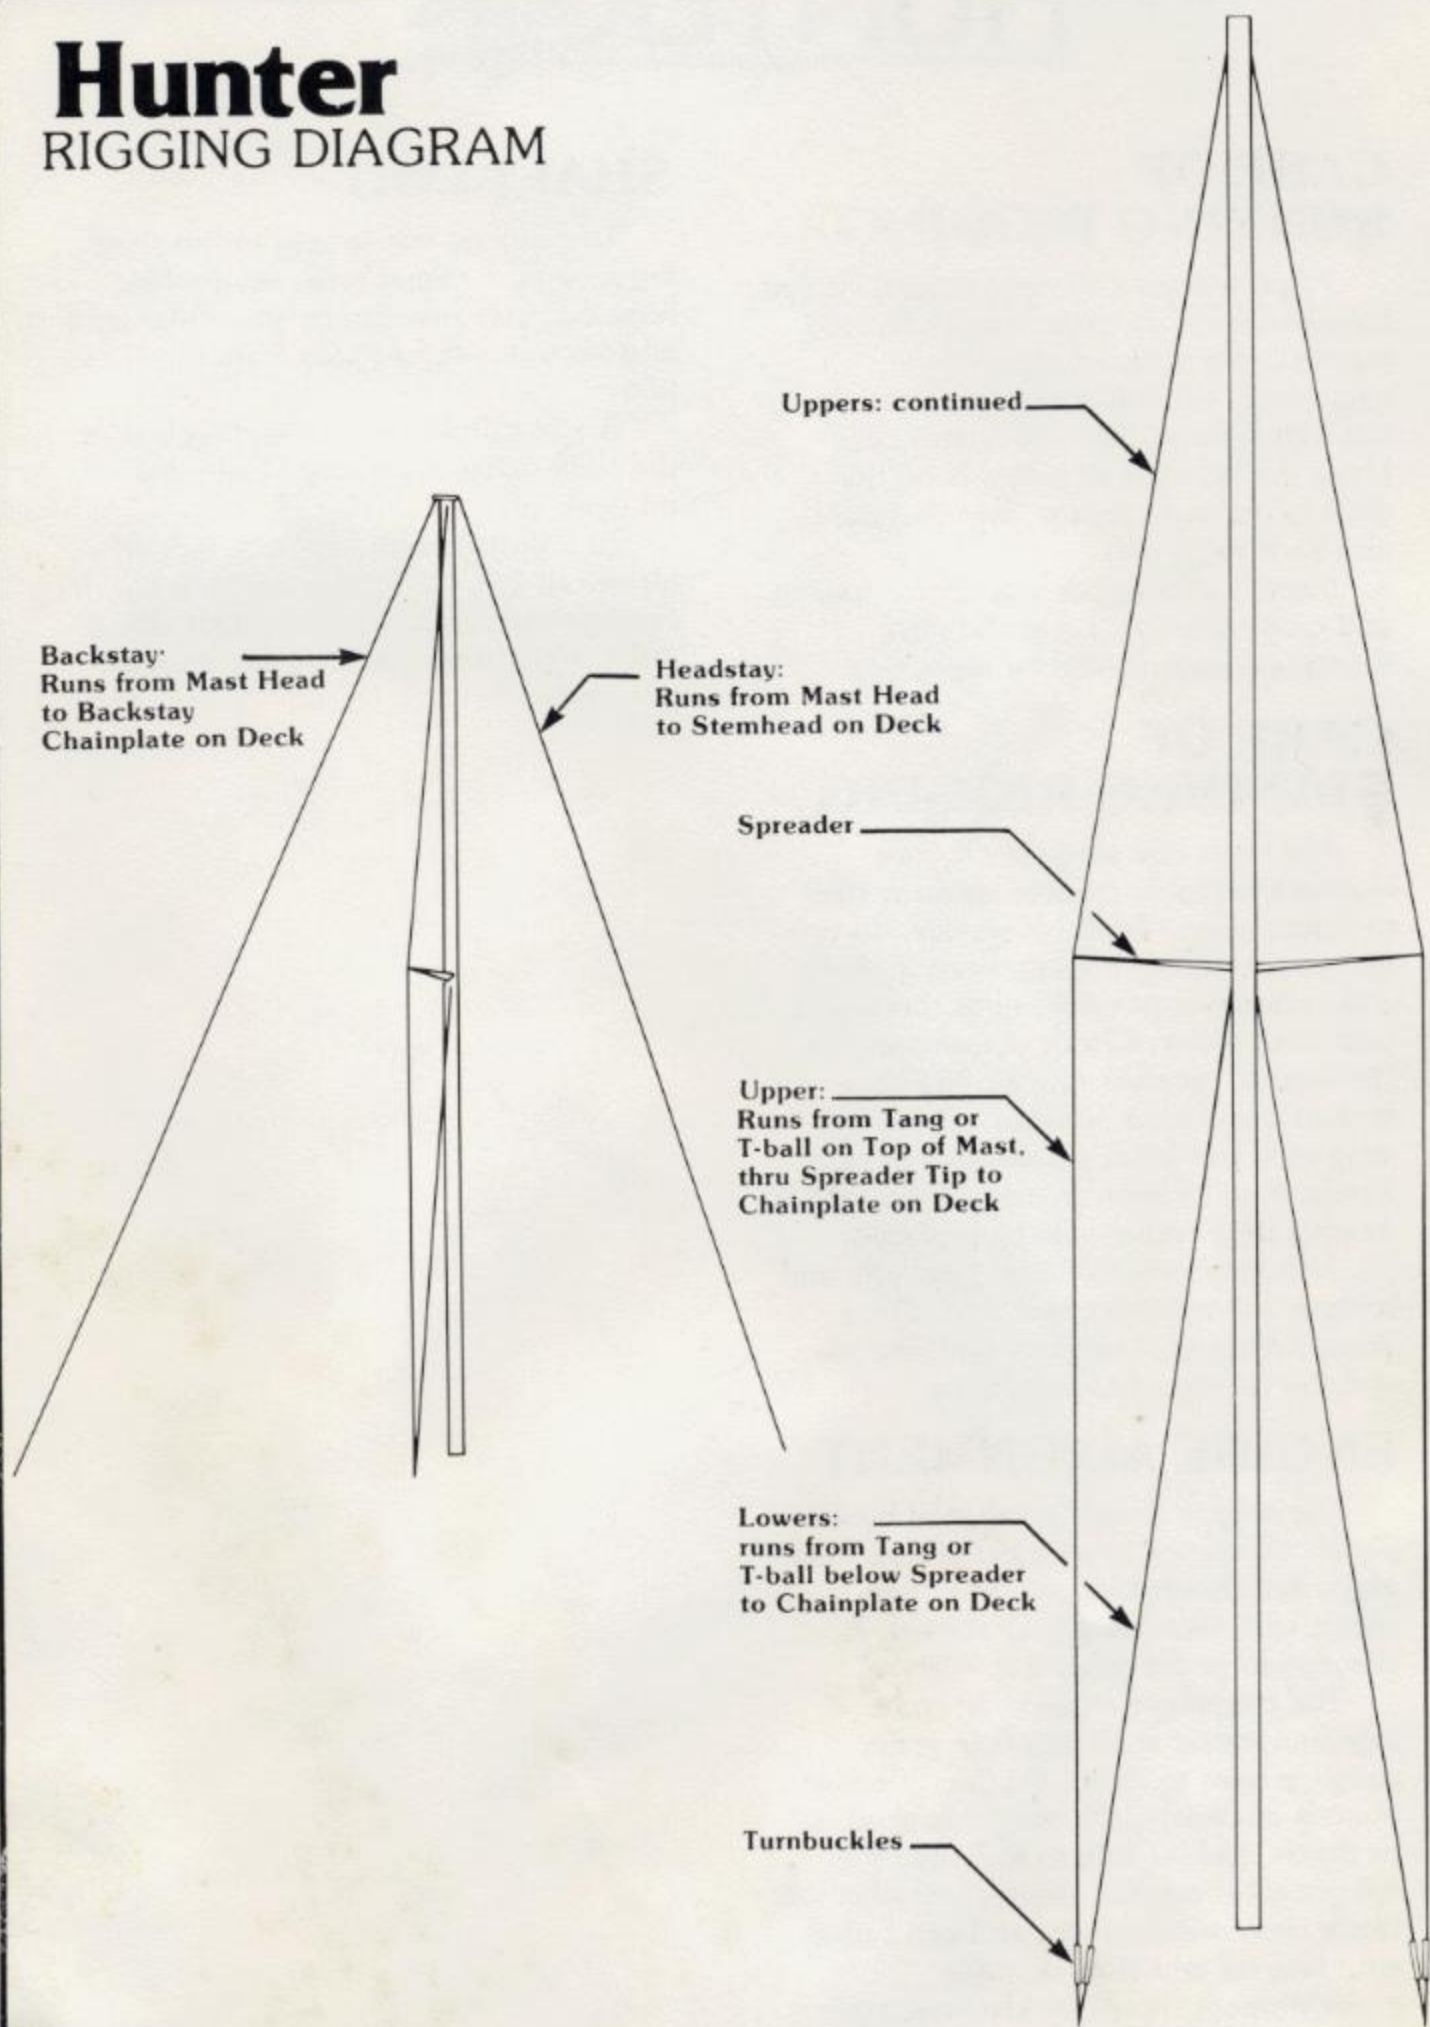 Hunter
RIGGING DIAGRAM
Uppers: continued
Backstay:
Runs from Mast Head
to Backstay
Chainplate on Deck
Headstay:
Runs from Mast Head
to Stemhead on Deck
Spreader
Upper:
Runs from Tang or
T-ball on Top of Mast,
thru Spreader Tip to
Chainplate on Deck
Lowers:
runs from Tang or
T-ball below Spreader
to Chainplate on Deck
Turnbuckles